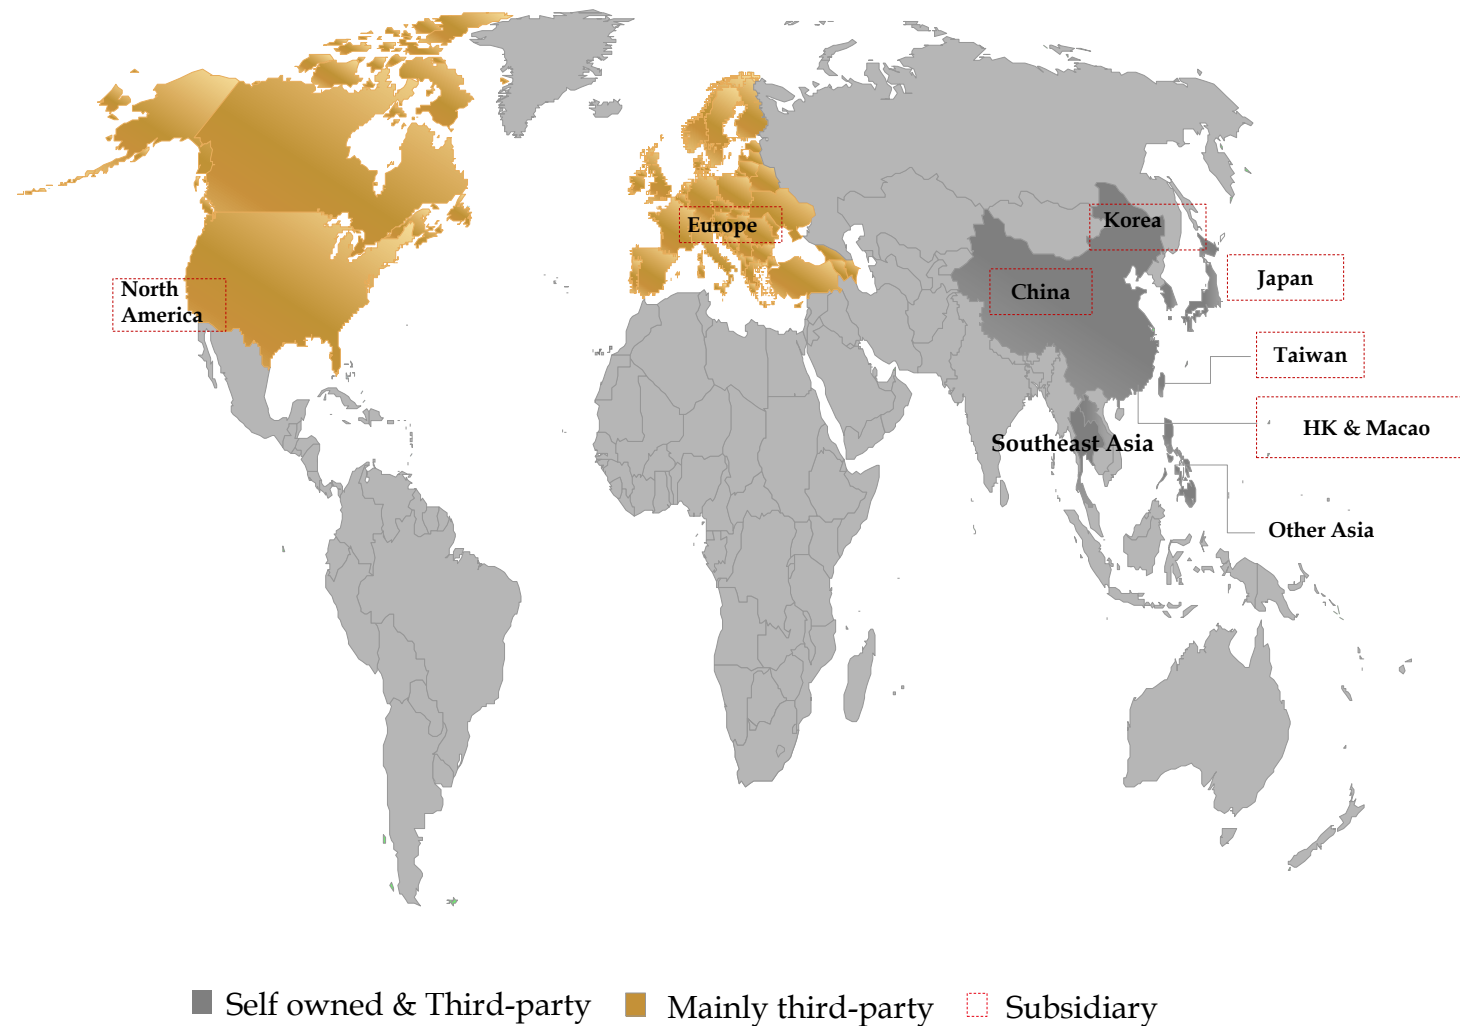 Europe
Korea
North
America
China
Japan
Taiwan
HK & Macao
Southeast Asia
Other Asia
Self owned & Third-party
Mainly third-party
Subsidiary